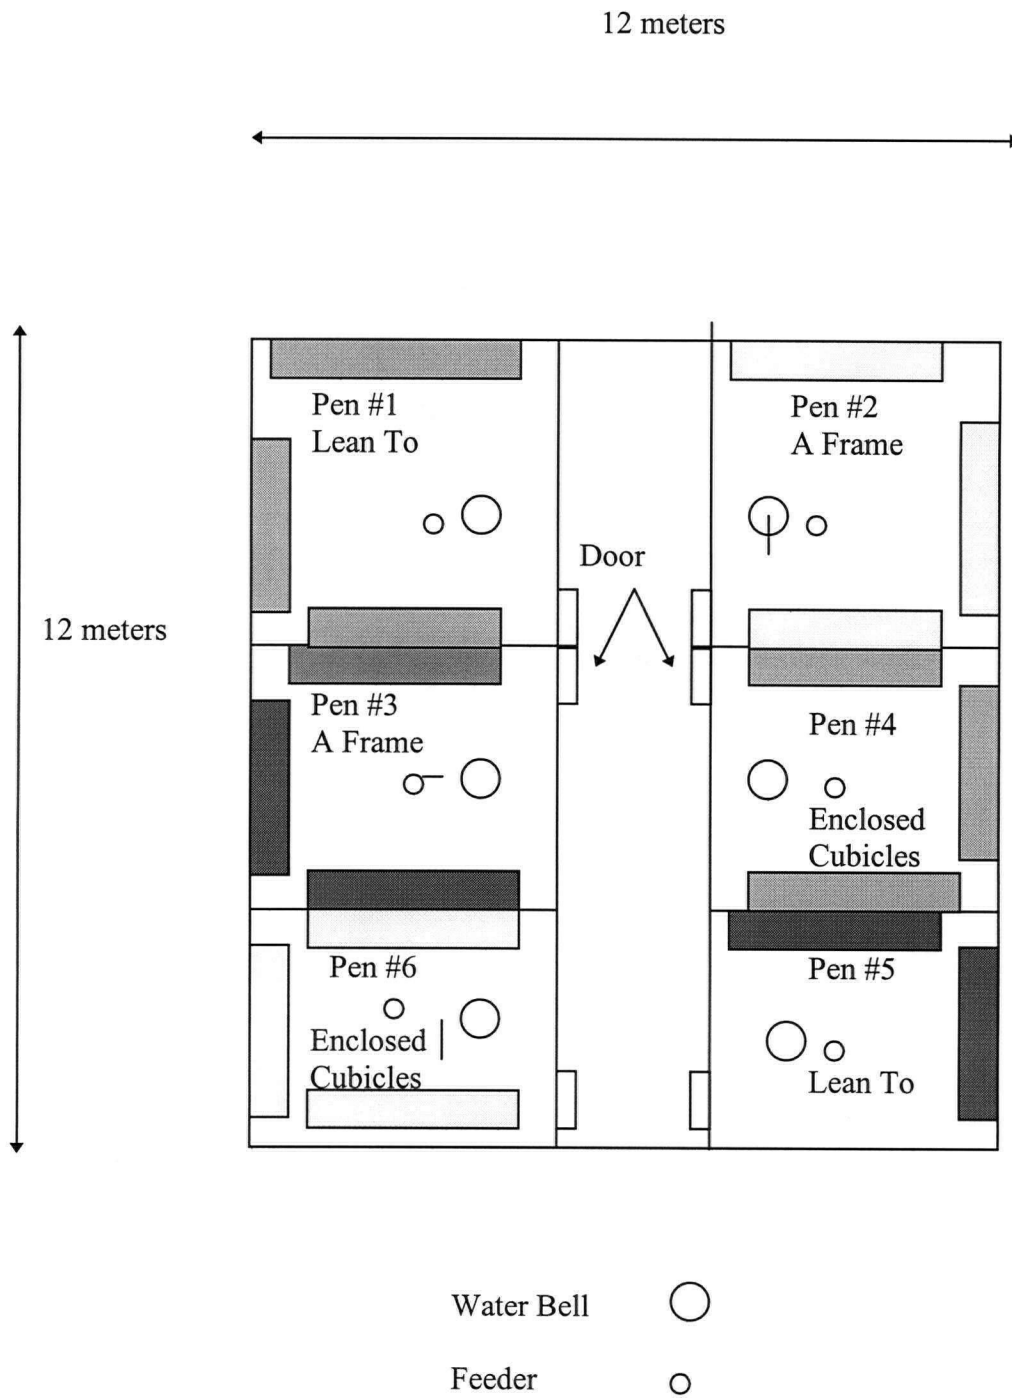 12 meters
Pen #1
Lean To
Pen #2
A Frame
Door
12 meters
Pen #3
A Frame
Pen #4
Enclosed
Cubicles
Pen #6
Enclosed
Cubicles
Pen #5
Lean To
Water Bell
Feeder